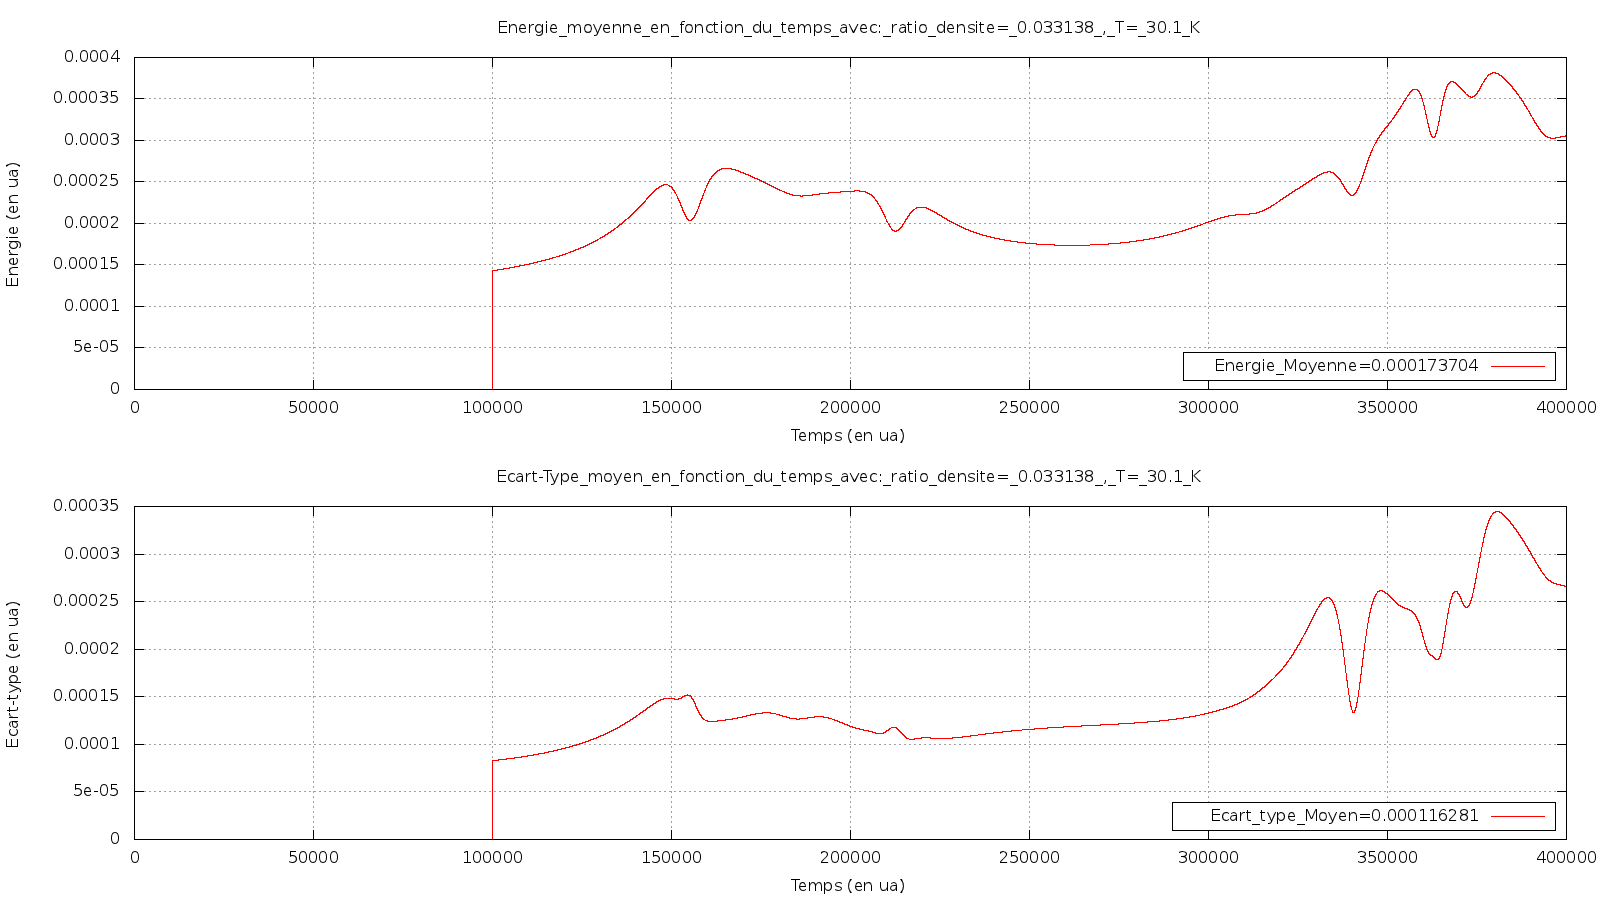 Energie_moyenne_en_fonction_du_temps_avec:_ratio_densite=_0.033138_,_T=_30.1_K
0.0004
0.00035
0.0003
0.00025
0.0002
0.00015
0.0001
5e-05
0
Energie (en ua)
Energie_Moyenne=0.000173704
0 50000 100000 150000 200000 250000 300000 350000 400000
Temps (en ua)
Ecart-Type_moyen_en_fonction_du_temps_avec:_ratio_densite=_0.033138_,_T=_30.1_K
0.00035
0.0003
0.00025
0.0002
0.00015
0.0001
5e-05
0
Ecart-type (en ua)
Ecart_type_Moyen=0.000116281
0 50000 100000 150000 200000 250000 300000 350000 400000
Temps (en ua)